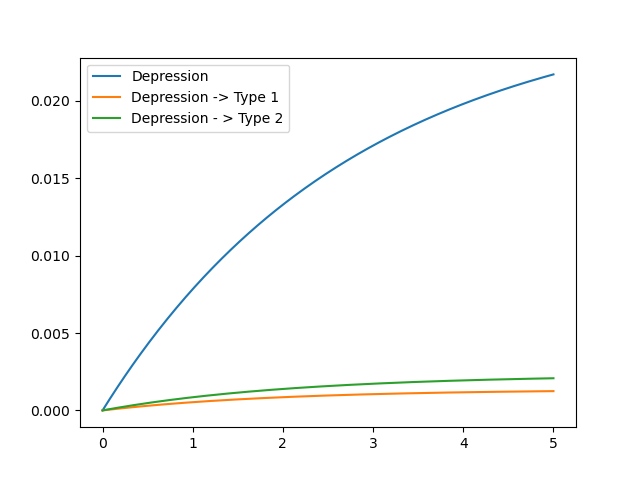 Depression
Depression -> Type 1
Depression - > Type 2
0.020
0.015
0.010
0.005
0.000
0 1 2 3 4 5